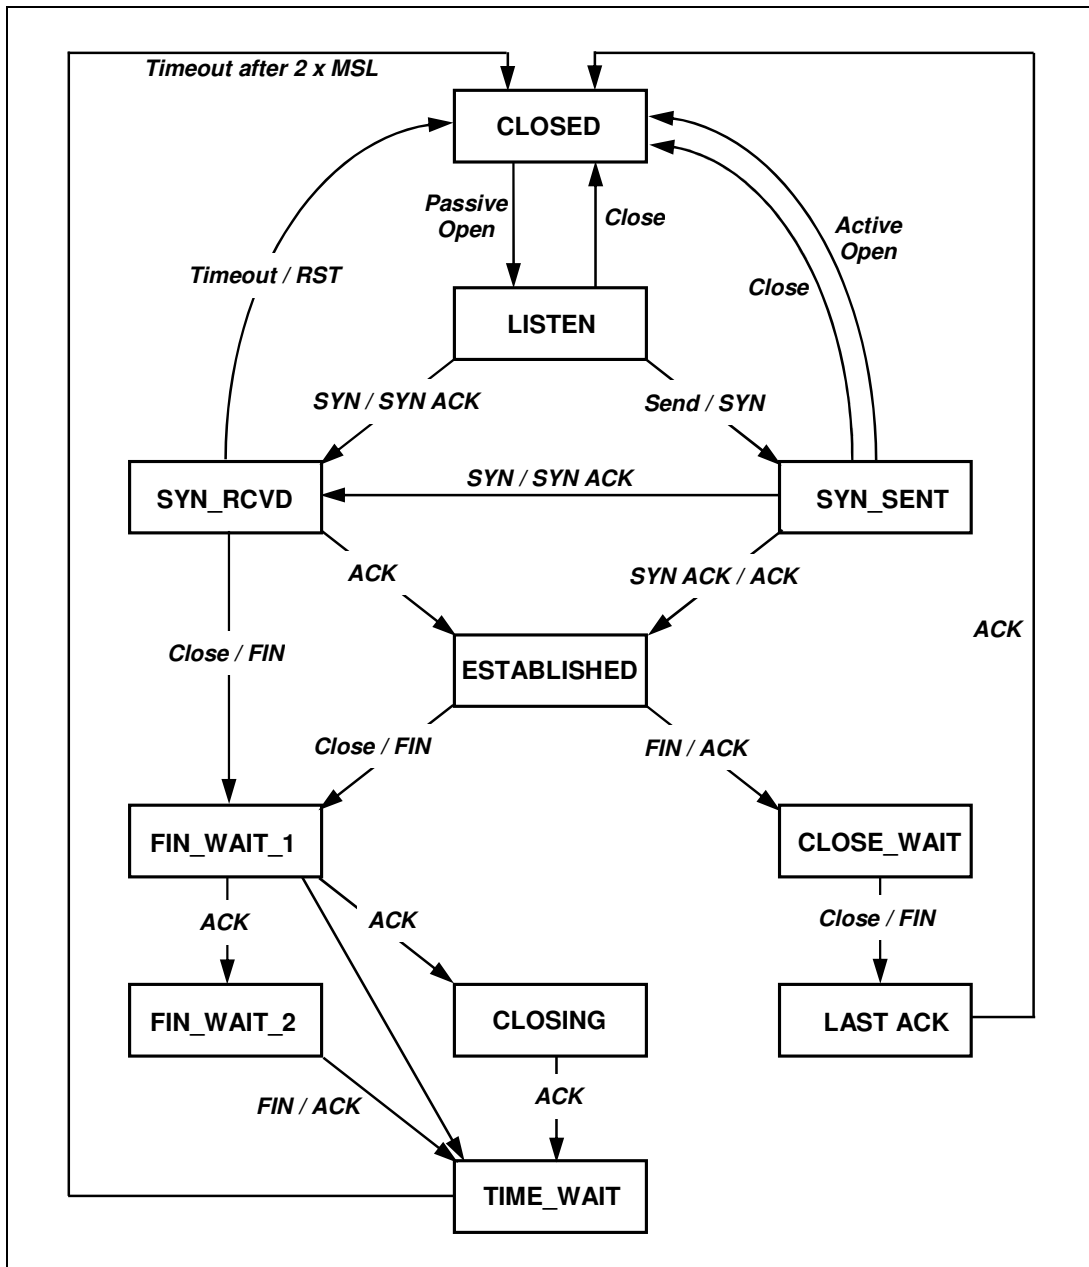 Timeout after 2 x MSL
CLOSED
Passive
Open
Close
Active
Open
Timeout / RST
Close
LISTEN
SYN / SYN ACK
Send / SYN
SYN_RCVD
SYN / SYN ACK
SYN_SENT
ACK
SYN ACK / ACK
ACK
Close / FIN
ESTABLISHED
Close / FIN
FIN / ACK
FIN_WAIT_1
CLOSE_WAIT
ACK
ACK
Close / FIN
FIN_WAIT_2
CLOSING
LAST ACK
FIN / ACK
ACK
TIME_WAIT